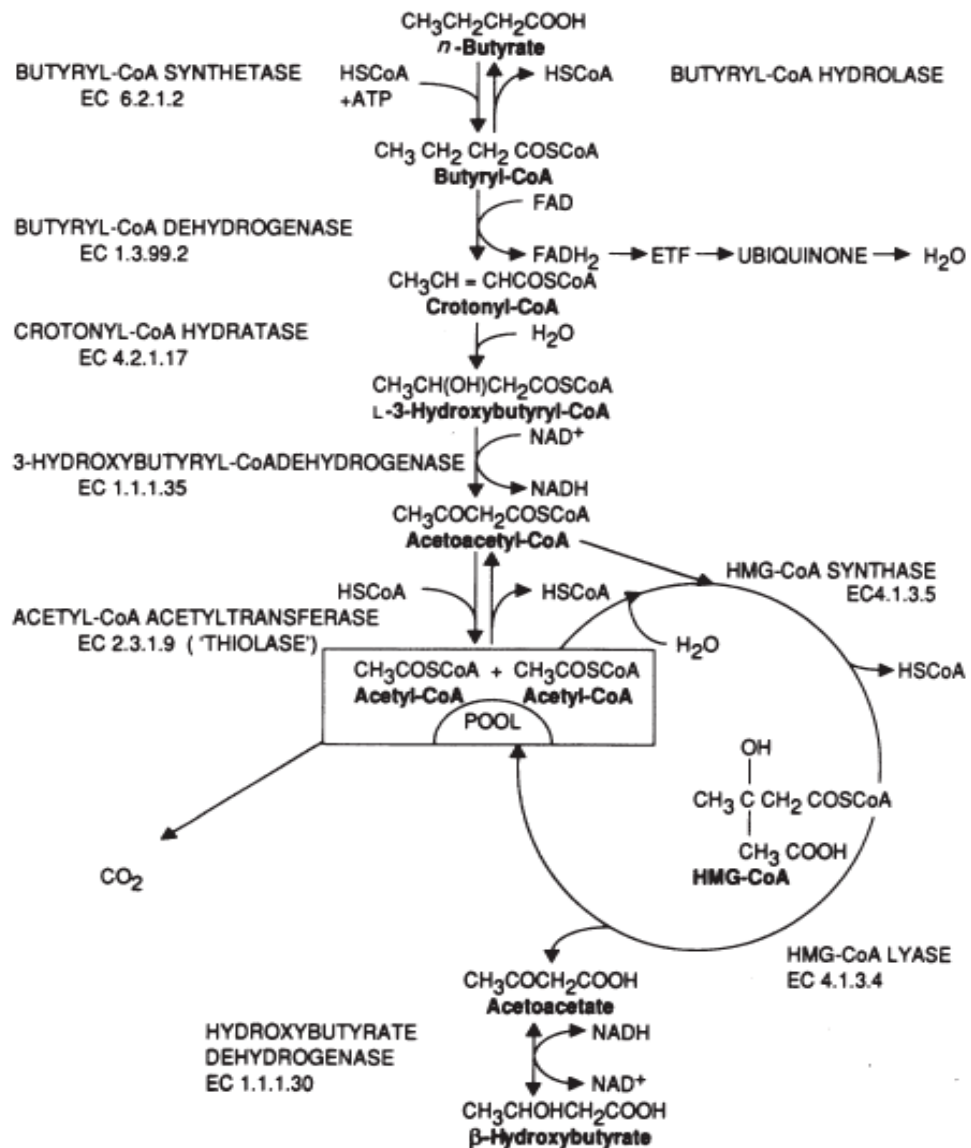 CH3CH2CH2COOH
n-Butyrate
BUTYRYL-CoA SYNTHETASE
EC 6.2.1.2
HSCoA
+ATP
HSCoA
BUTYRYL-CoA HYDROLASE
CH3 CH2 CH2 COSCoA
Butyryl-CoA
BUTYRYL-CoA DEHYDROGENASE
EC 1.3.99.2
FAD
FADH2
ETF
UBIQUINONE
H2O
CH3CH = CHCOSCoA
Crotonyl-CoA
CROTONYL-CoA HYDRATASE
EC 4.2.1.17
H2O
CH3CH(OH)CH2COSCoA
L-3-Hydroxybutyryl-CoA
3-HYDROXYBUTYRYL-CoADEHYDROGENASE
EC 1.1.1.35
NAD+
NADH
CH3COCH2COSCoA
Acetoacetyl-CoA
HSCoA
HSCoA
ACETYL-CoA ACETYLTRANSFERASE
EC 2.3.1.9 ( 'THIOLASE')
HMG-CoA SYNTHASE
EC4.1.3.5
H2O
HSCoA
CH3COSCoA + CH3COSCoA
Acetyl-CoA Acetyl-CoA
POOL
CO2
OH
CH3 C CH2 COSCoA
CH3 COOH
HMG-CoA
HMG-CoA LYASE
EC 4.1.3.4
CH3COCH2COOH
Acetoacetate
HYDROXYBUTYRATE
DEHYDROGENASE
EC 1.1.1.30
NADH
NAD+
CH3CHOHCH2COOH
β-Hydroxybutyrate